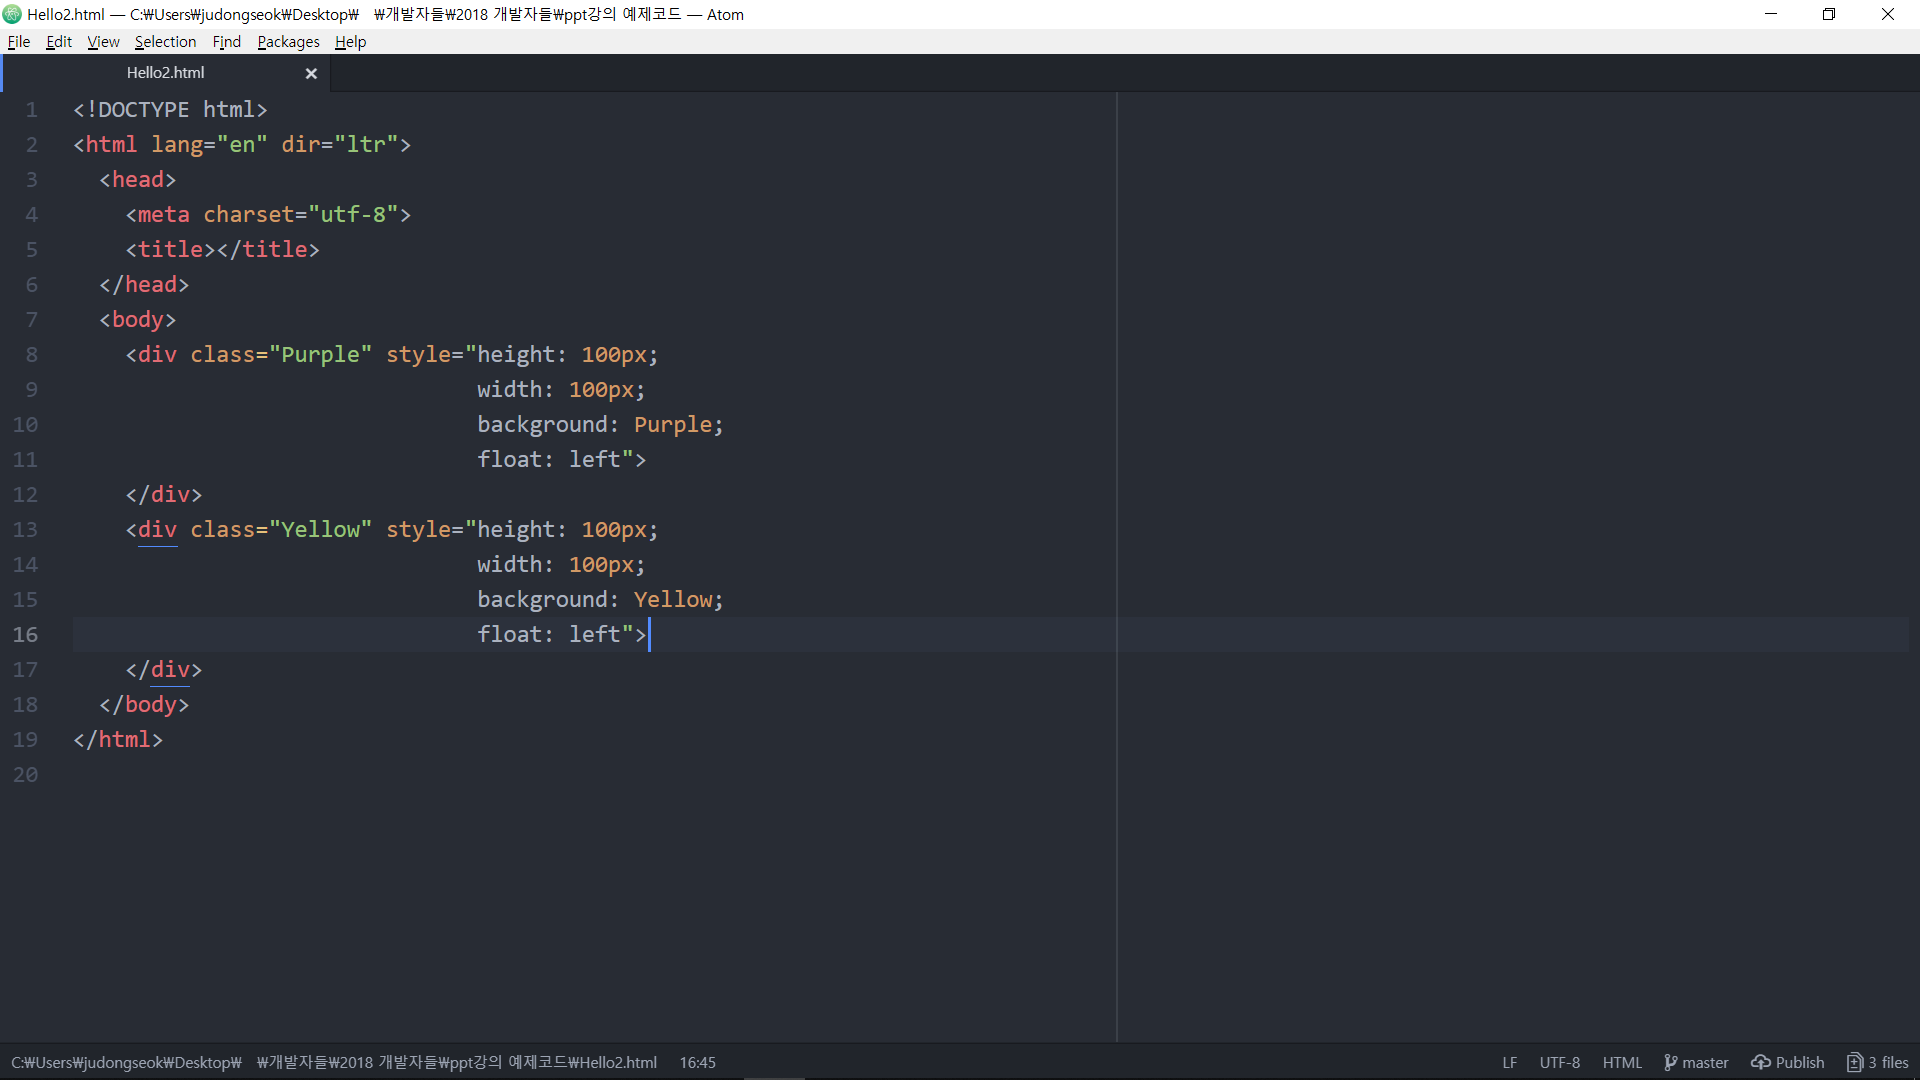 Hello2.html — C:₩Users₩judongseok₩Desktop₩ ₩개발자들₩2018 개발자들₩ppt강의 예제코드 — Atom
File Edit View Selection Find Packages Help
Hello2.html
1 <!DOCTYPE html>
2 <html lang="en" dir="ltr">
3 <head>
4 <meta charset="utf-8">
5 <title></title>
6 </head>
7 <body>
8 <div class="Purple" style="height: 100px;
9 width: 100px;
10 background: Purple;
11 float: left">
12 </div>
13 <div class="Yellow" style="height: 100px;
14 width: 100px;
15 background: Yellow;
16 float: left">
17 </div>
18 </body>
19 </html>
20
C:₩Users₩judongseok₩Desktop₩ ₩개발자들₩2018 개발자들₩ppt강의 예제코드₩Hello2.html 16:45 LF UTF-8 HTML master Publish 3 files